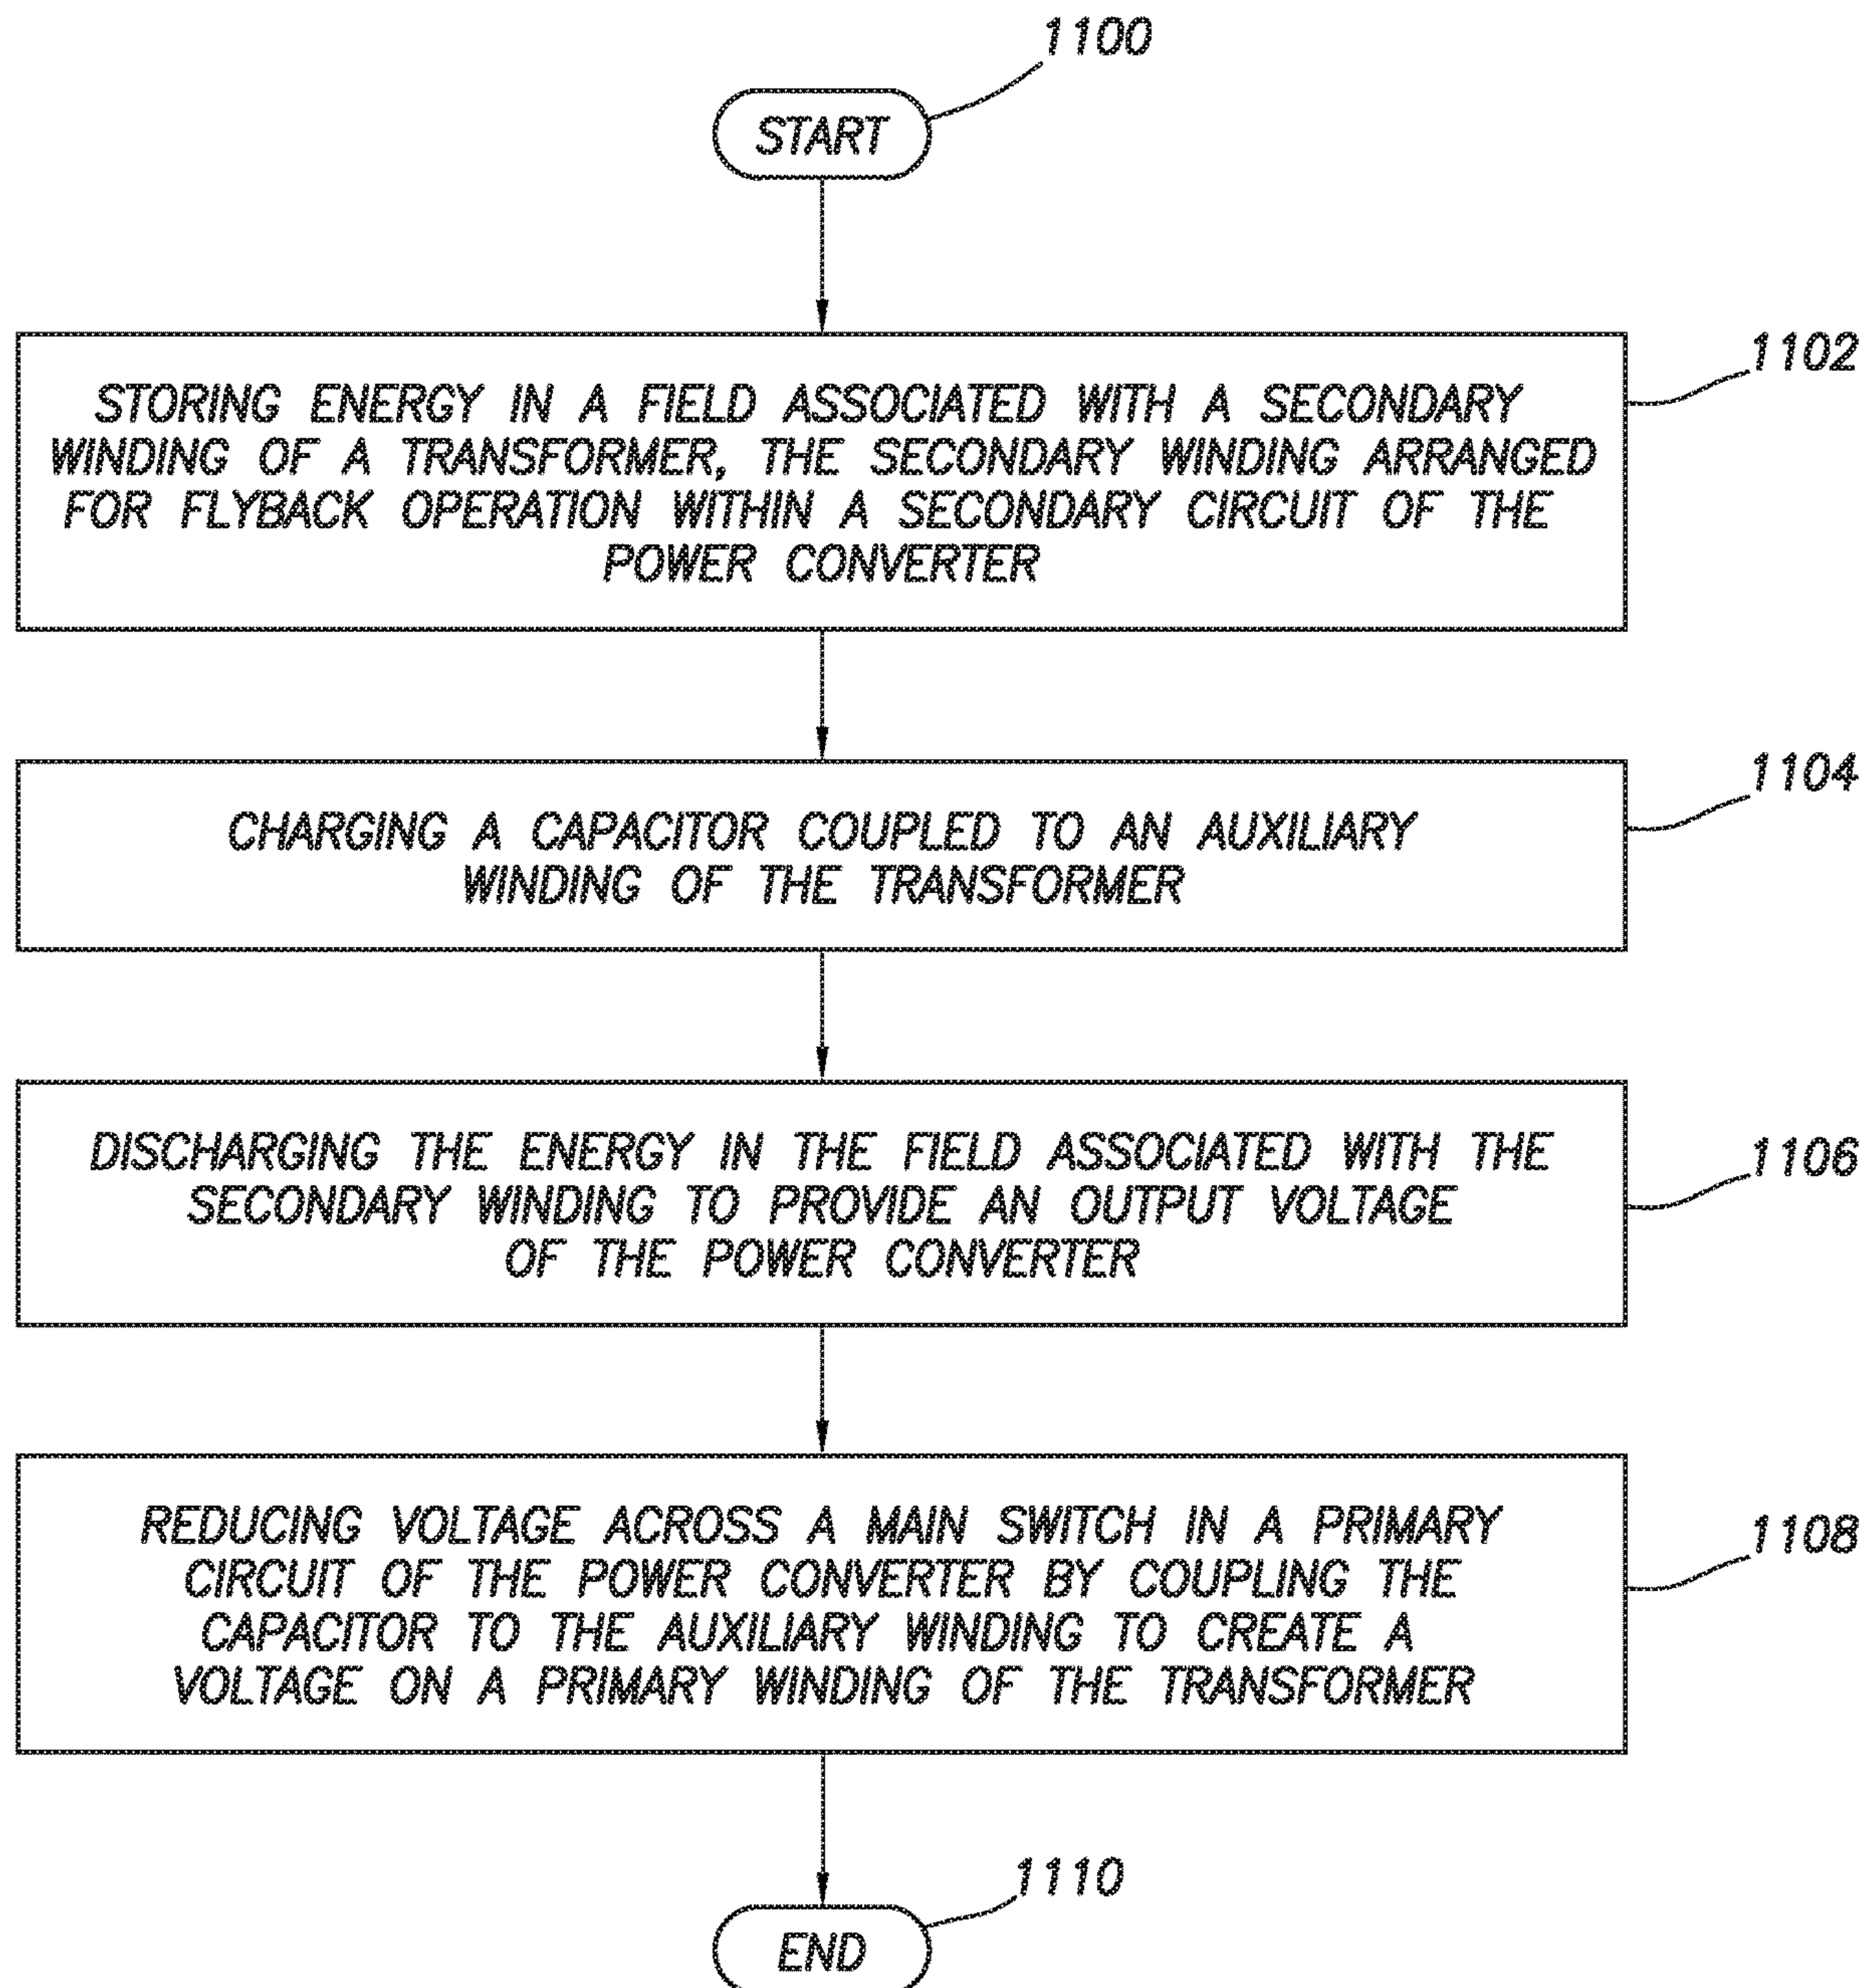 1100
START
1102
STORING ENERGY IN A FIELD ASSOCIATED WITH A SECONDARY
WINDING OF A TRANSFORMER, THE SECONDARY WINDING ARRANGED
FOR FLYBACK OPERATION WITHIN A SECONDARY CIRCUIT OF THE
POWER CONVERTER
1104
CHARGING A CAPACITOR COUPLED TO AN AUXILIARY
WINDING OF THE TRANSFORMER
1106
DISCHARGING THE ENERGY IN THE FIELD ASSOCIATED WITH THE
SECONDARY WINDING TO PROVIDE AN OUTPUT VOLTAGE
OF THE POWER CONVERTER
1108
REDUCING VOLTAGE ACROSS A MAIN SWITCH IN A PRIMARY
CIRCUIT OF THE POWER CONVERTER BY COUPLING THE
CAPACITOR TO THE AUXILIARY WINDING TO CREATE A
VOLTAGE ON A PRIMARY WINDING OF THE TRANSFORMER
1110
END